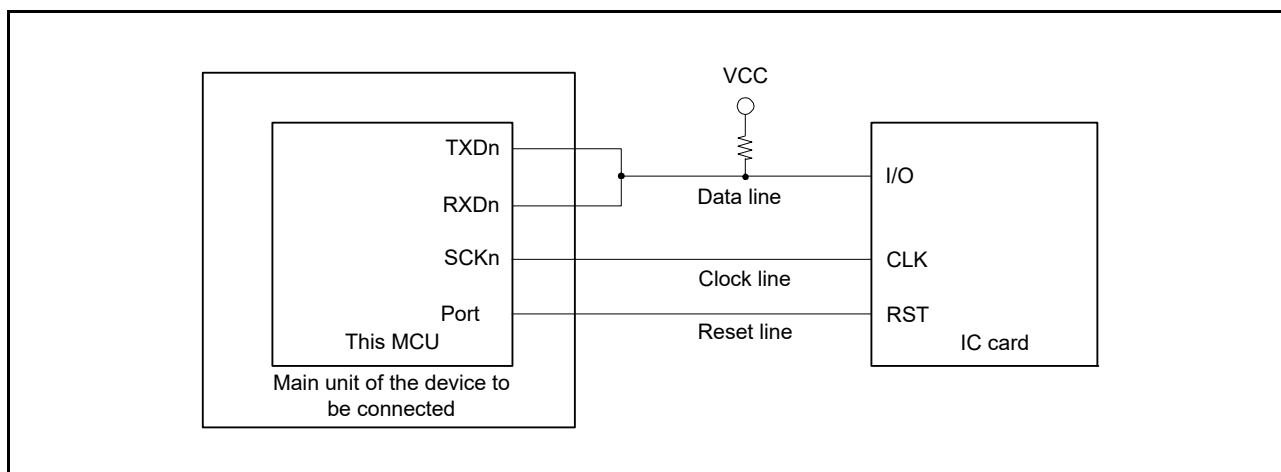 VCC
TXDn
I/O
Data line
RXDn
SCKn
CLK
Clock line
Port
RST
Reset line
This MCU
IC card
Main unit of the device to
be connected